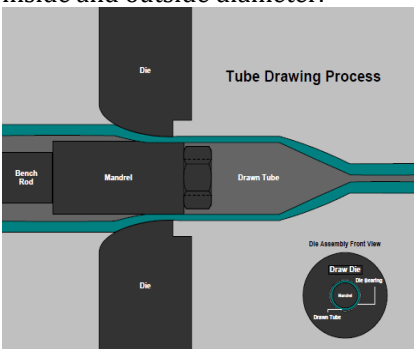 inside and outside diameter.
Die
Tube Drawing Process
Bench
Rod
Mandrel
Drawn Tube
Die
Die Assembly Front View
Draw Die
Die Bearing
Mandrel
Drawn Tube